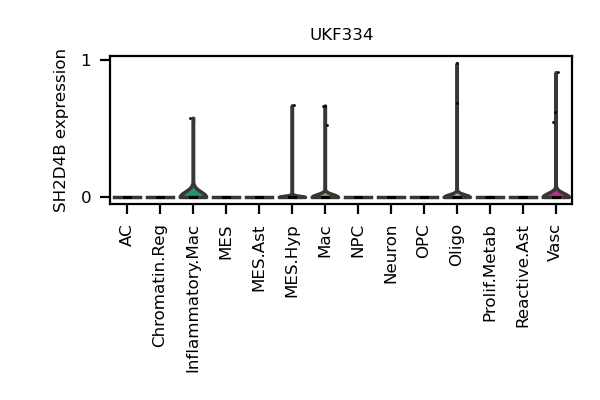 UKF334
SH2D4B expression
1
0
AC
Chromatin.Reg
Inflammatory.Mac
MES
MES.Ast
MES.Hyp
Mac
NPC
Neuron
OPC
Oligo
Prolif.Metab
Reactive.Ast
Vasc